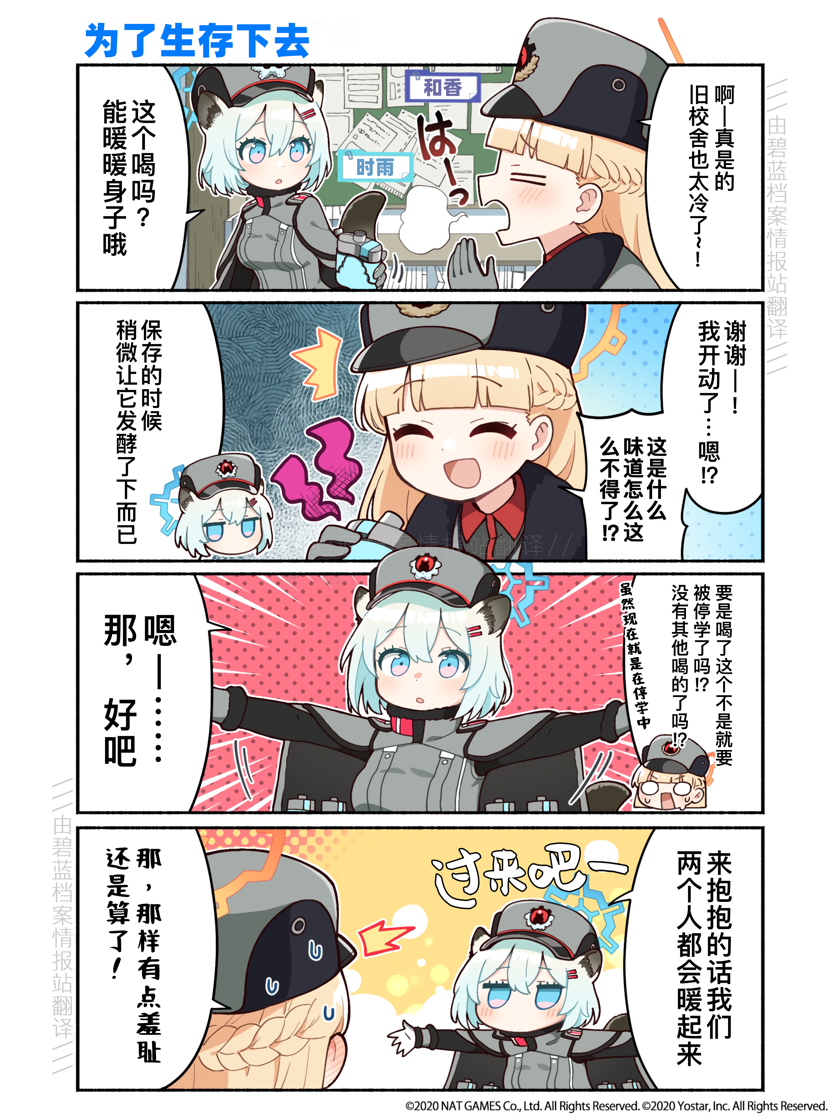 为了生存下去
啊—真是的
旧校舍也太冷了~!
和香
はーっ
时雨
这个喝吗？
能暖暖身子哦
谢谢—！
我开动了…嗯!?
这是什么
味道怎么这
么不得了!?
保存的时候
稍微让它发酵了下而已
要是喝了这个不是就要
被停学了吗!?
没有其他喝的了吗!?
虽然现在就是在停学中
嗯—……
那，好吧
来抱抱的话我们
两个人都会暖起来
过来吧—
那，那样有点羞耻
还是算了！
//由碧蓝档案情报站翻译//
情报站翻译//
//由碧蓝档案情报站翻译//
©2020 NAT GAMES Co., Ltd. All Rights Reserved. ©2020 Yostar, Inc. All Rights Reserved.